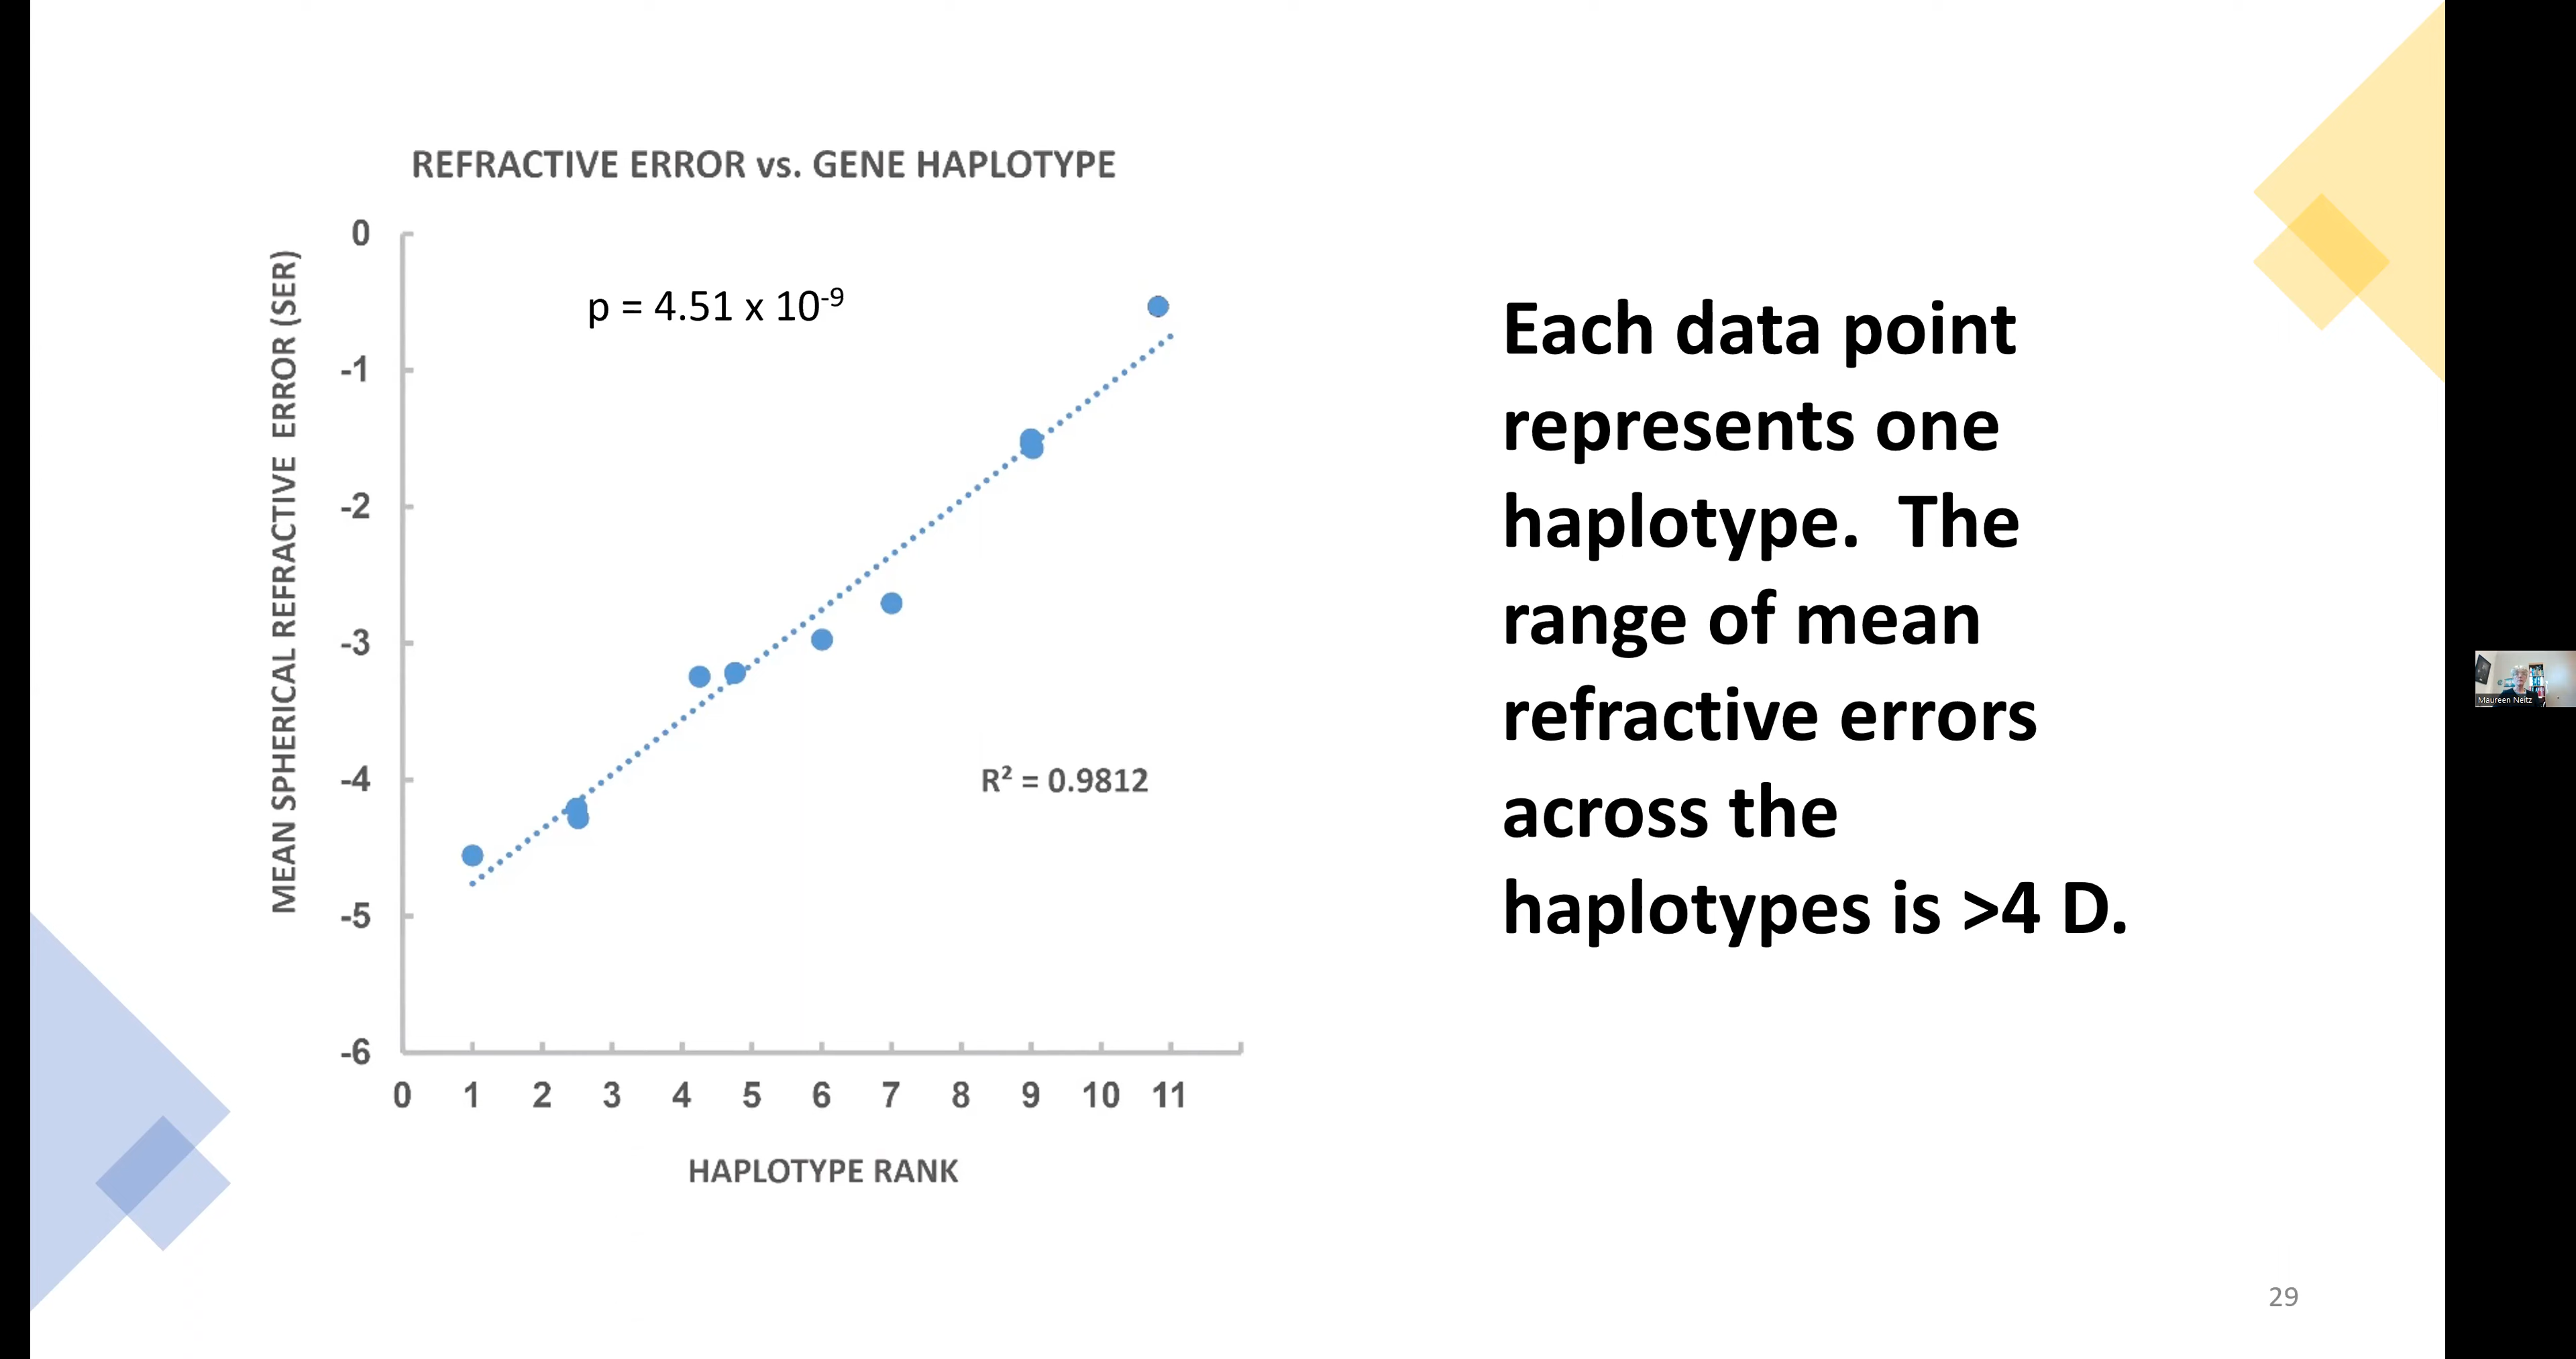 REFRACTIVE ERROR vs. GENE HAPLOTYPE
MEAN SPHERICAL REFRACTIVE ERROR (SER)
0
-1
-2
-3
-4
-5
-6
p = 4.51 x 10⁻⁹
R² = 0.9812
0 1 2 3 4 5 6 7 8 9 10 11
HAPLOTYPE RANK
Each data point
represents one
haplotype. The
range of mean
refractive errors
across the
haplotypes is >4 D.
Maureen Neitz
29